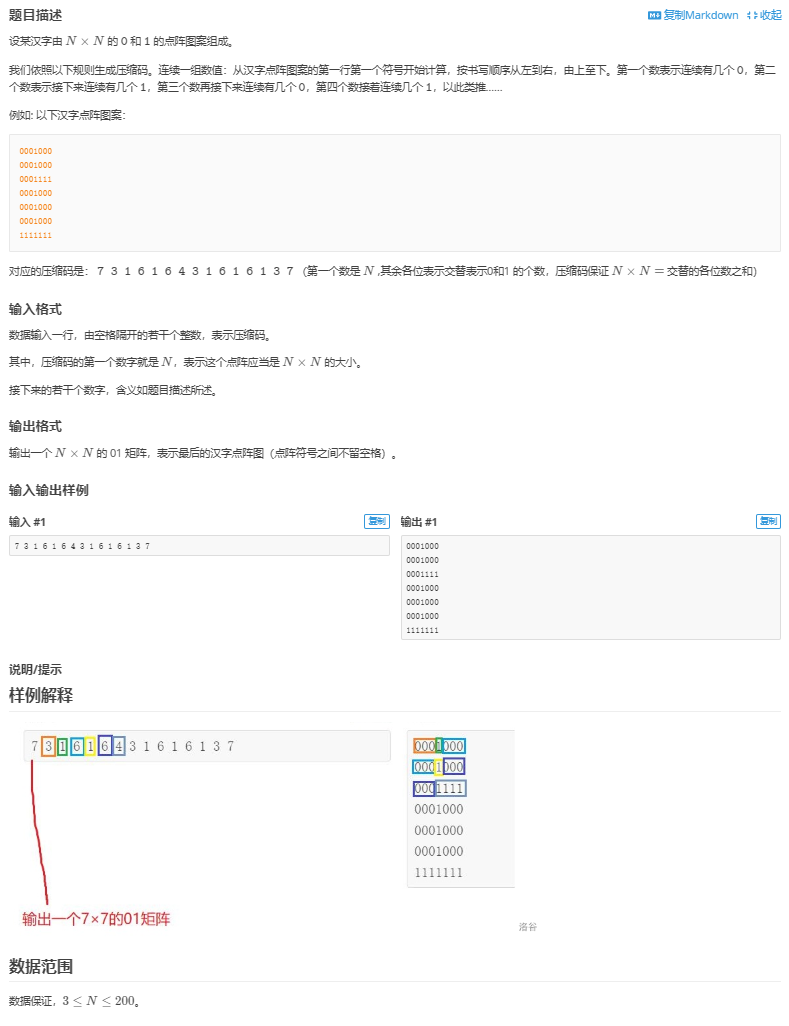 题目描述 复制Markdown 收起
设某汉字由 N × N 的 0 和 1 的点阵图案组成。
我们依照以下规则生成压缩码。连续一组数值：从汉字点阵图案的第一行第一个符号开始计算，按书写顺序从左到右，由上至下。第一个数表示连续有几个 0，第二
个数表示接下来连续有几个 1，第三个数再接下来连续有几个 0，第四个数接着连续几个 1，以此类推……
例如: 以下汉字点阵图案：
0001000
0001000
0001111
0001000
0001000
0001000
1111111
对应的压缩码是： 7 3 1 6 1 6 4 3 1 6 1 6 1 3 7 （第一个数是 N ,其余各位表示交替表示0和1 的个数，压缩码保证 N × N = 交替的各位数之和）
输入格式
数据输入一行，由空格隔开的若干个整数，表示压缩码。
其中，压缩码的第一个数字就是 N，表示这个点阵应当是 N × N 的大小。
接下来的若干个数字，含义如题目描述所述。
输出格式
输出一个 N × N 的 01 矩阵，表示最后的汉字点阵图（点阵符号之间不留空格）。
输入输出样例
输入 #1 复制 输出 #1 复制
7 3 1 6 1 6 4 3 1 6 1 6 1 3 7
0001000
0001000
0001111
0001000
0001000
0001000
1111111
说明/提示
样例解释
7 3 1 6 1 6 4 3 1 6 1 6 1 3 7
0001000
0001000
0001111
0001000
0001000
0001000
1111111
输出一个7×7的01矩阵
洛谷
数据范围
数据保证，3 ≤ N ≤ 200。